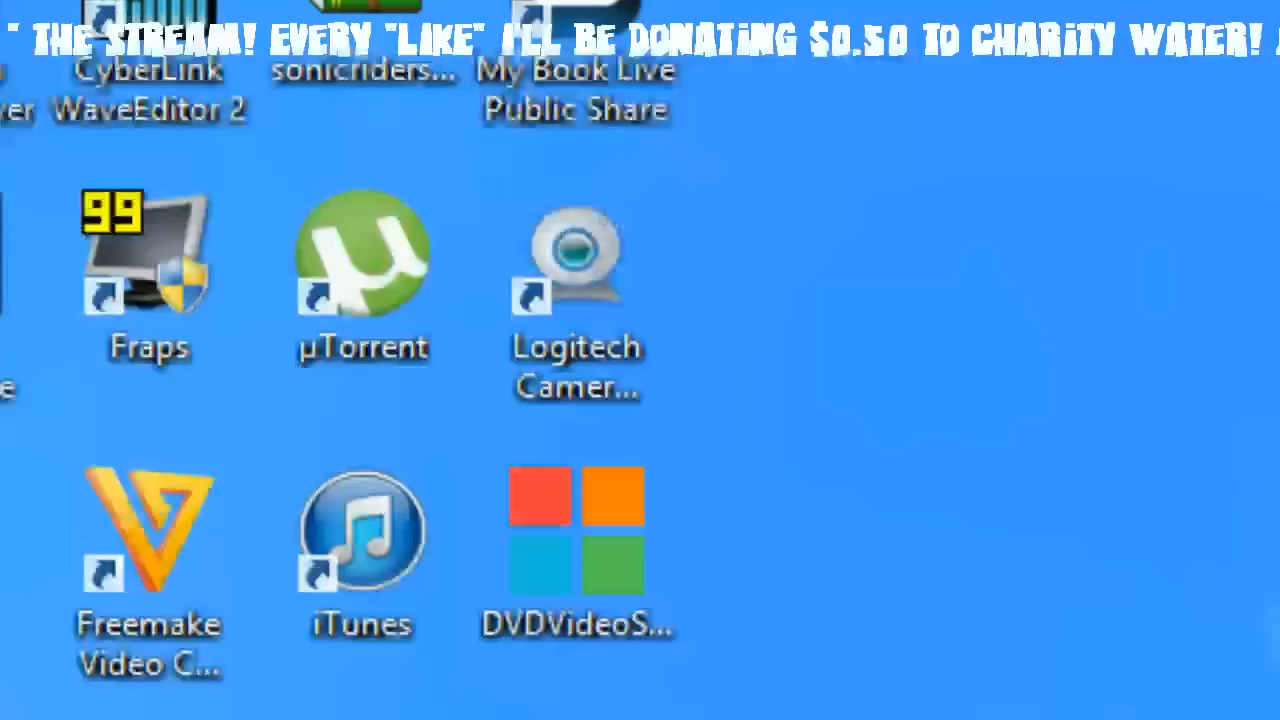 " THE STREAM! EVERY "LIKE" I'LL BE DONATING $0.50 TO CHARITY WATER!
CyberLink
WaveEditor 2
sonicriders...
My Book Live
Public Share
ver
99
Fraps
µTorrent
Logitech
Camer...
e
Freemake
Video C...
iTunes
DVDVideoS...